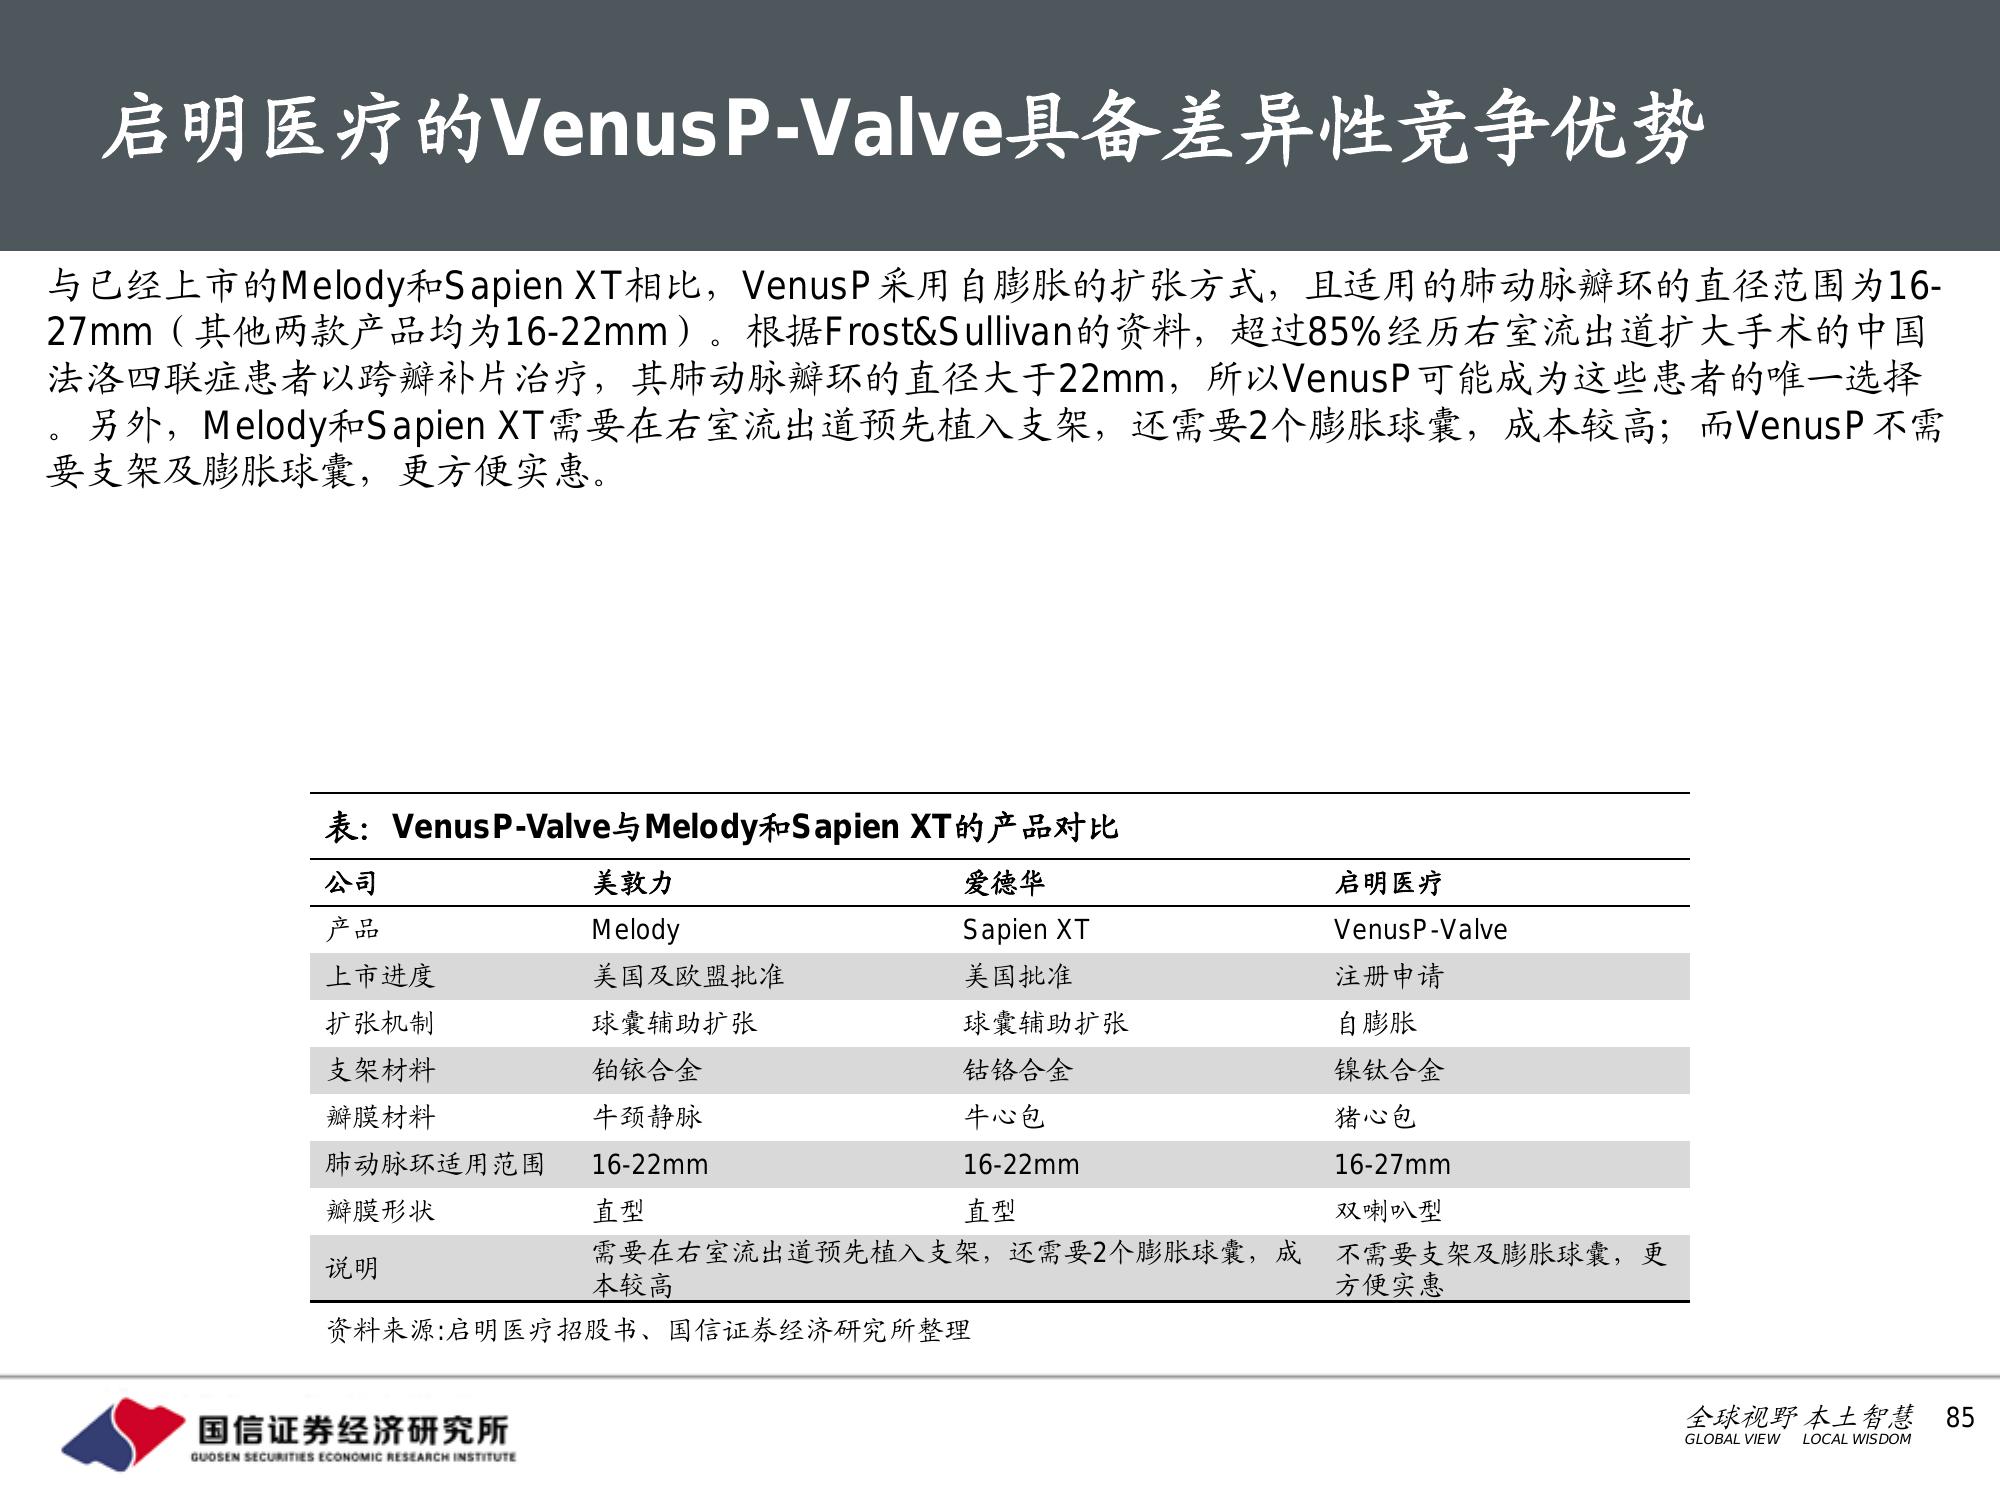 启明医疗的VenusP-Valve具备差异性竞争优势
与已经上市的Melody和Sapien XT相比，VenusP采用自膨胀的扩张方式，且适用的肺动脉瓣环的直径范围为16-
27mm（其他两款产品均为16-22mm）。根据Frost&Sullivan的资料，超过85%经历右室流出道扩大手术的中国
法洛四联症患者以跨瓣补片治疗，其肺动脉瓣环的直径大于22mm，所以VenusP可能成为这些患者的唯一选择
。另外，Melody和Sapien XT需要在右室流出道预先植入支架，还需要2个膨胀球囊，成本较高；而VenusP不需
要支架及膨胀球囊，更方便实惠。
表：VenusP-Valve与Melody和Sapien XT的产品对比
公司 美敦力 爱德华 启明医疗
产品 Melody Sapien XT VenusP-Valve
上市进度 美国及欧盟批准 美国批准 注册申请
扩张机制 球囊辅助扩张 球囊辅助扩张 自膨胀
支架材料 铂铱合金 钴铬合金 镍钛合金
瓣膜材料 牛颈静脉 牛心包 猪心包
肺动脉环适用范围 16-22mm 16-22mm 16-27mm
瓣膜形状 直型 直型 双喇叭型
说明 需要在右室流出道预先植入支架，还需要2个膨胀球囊，成 不需要支架及膨胀球囊，更
本较高 方便实惠
资料来源:启明医疗招股书、国信证券经济研究所整理
国信证券经济研究所
GUOSEN SECURITIES ECONOMIC RESEARCH INSTITUTE
全球视野 本土智慧 85
GLOBAL VIEW LOCAL WISDOM